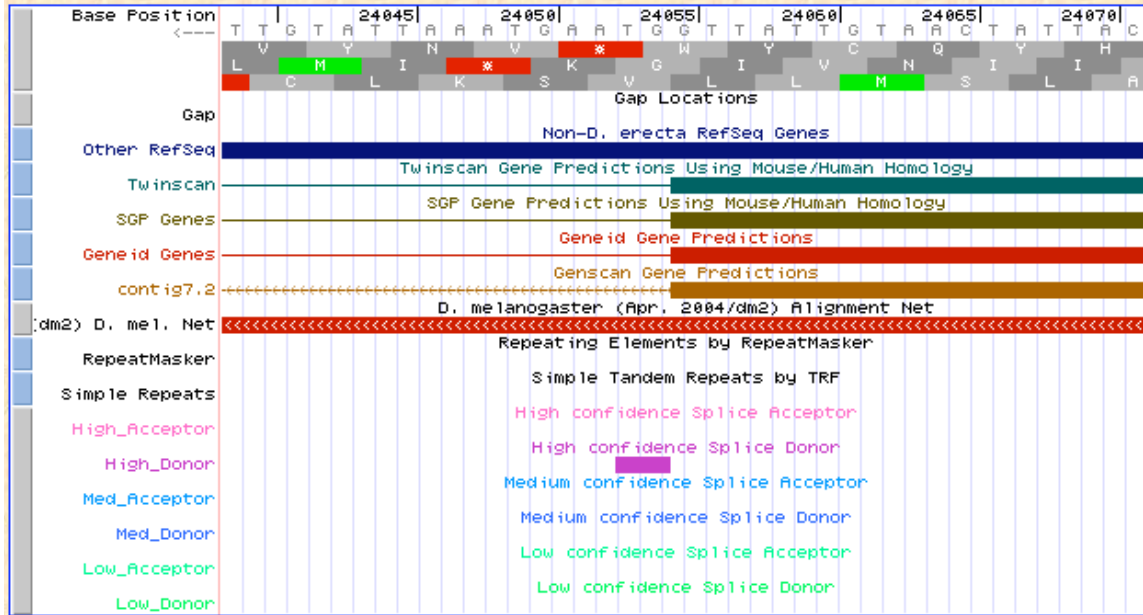 Base Position 24045| 24050| 24055| 24060| 24065| 24070|
<--- T T G T A T T A A A T G A A T G G T T A T T G T A A C T A T T A C
V Y N V * W Y C Q Y H
L M I * K G I V N I I
C L K S V L L M S L A
Gap Locations
Gap
Non-D. erecta RefSeq Genes
Other RefSeq
Twinscan Gene Predictions Using Mouse/Human Homology
Twinscan
SGP Gene Predictions Using Mouse/Human Homology
SGP Genes
Geneid Gene Predictions
Geneid Genes
Genscan Gene Predictions
contig7.2
D. melanogaster (Apr. 2004/dm2) Alignment Net
(dm2) D. mel. Net
Repeating Elements by RepeatMasker
RepeatMasker
Simple Tandem Repeats by TRF
Simple Repeats
High confidence Splice Acceptor
High_Acceptor
High confidence Splice Donor
High_Donor
Medium confidence Splice Acceptor
Med_Acceptor
Medium confidence Splice Donor
Med_Donor
Low confidence Splice Acceptor
Low_Acceptor
Low confidence Splice Donor
Low_Donor